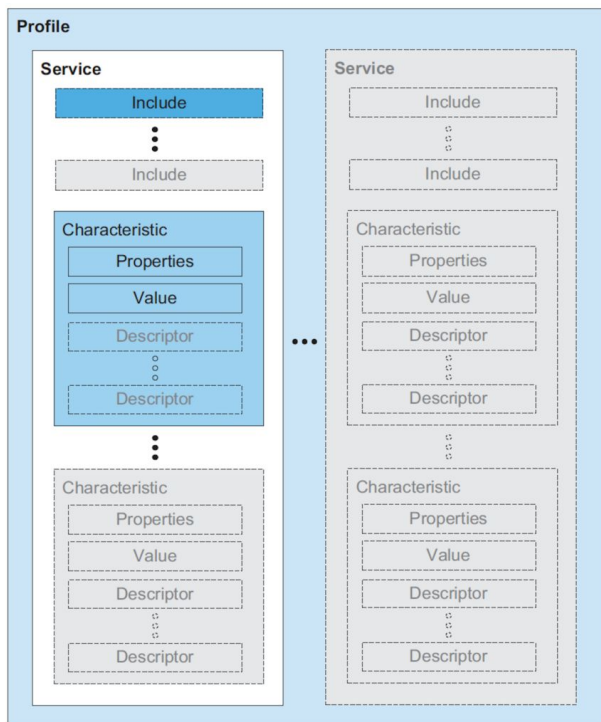 Profile
Service
Include
Include
Characteristic
Properties
Value
Descriptor
Descriptor
Characteristic
Properties
Value
Descriptor
Descriptor
Service
Include
Include
Characteristic
Properties
Value
Descriptor
Descriptor
Characteristic
Properties
Value
Descriptor
Descriptor